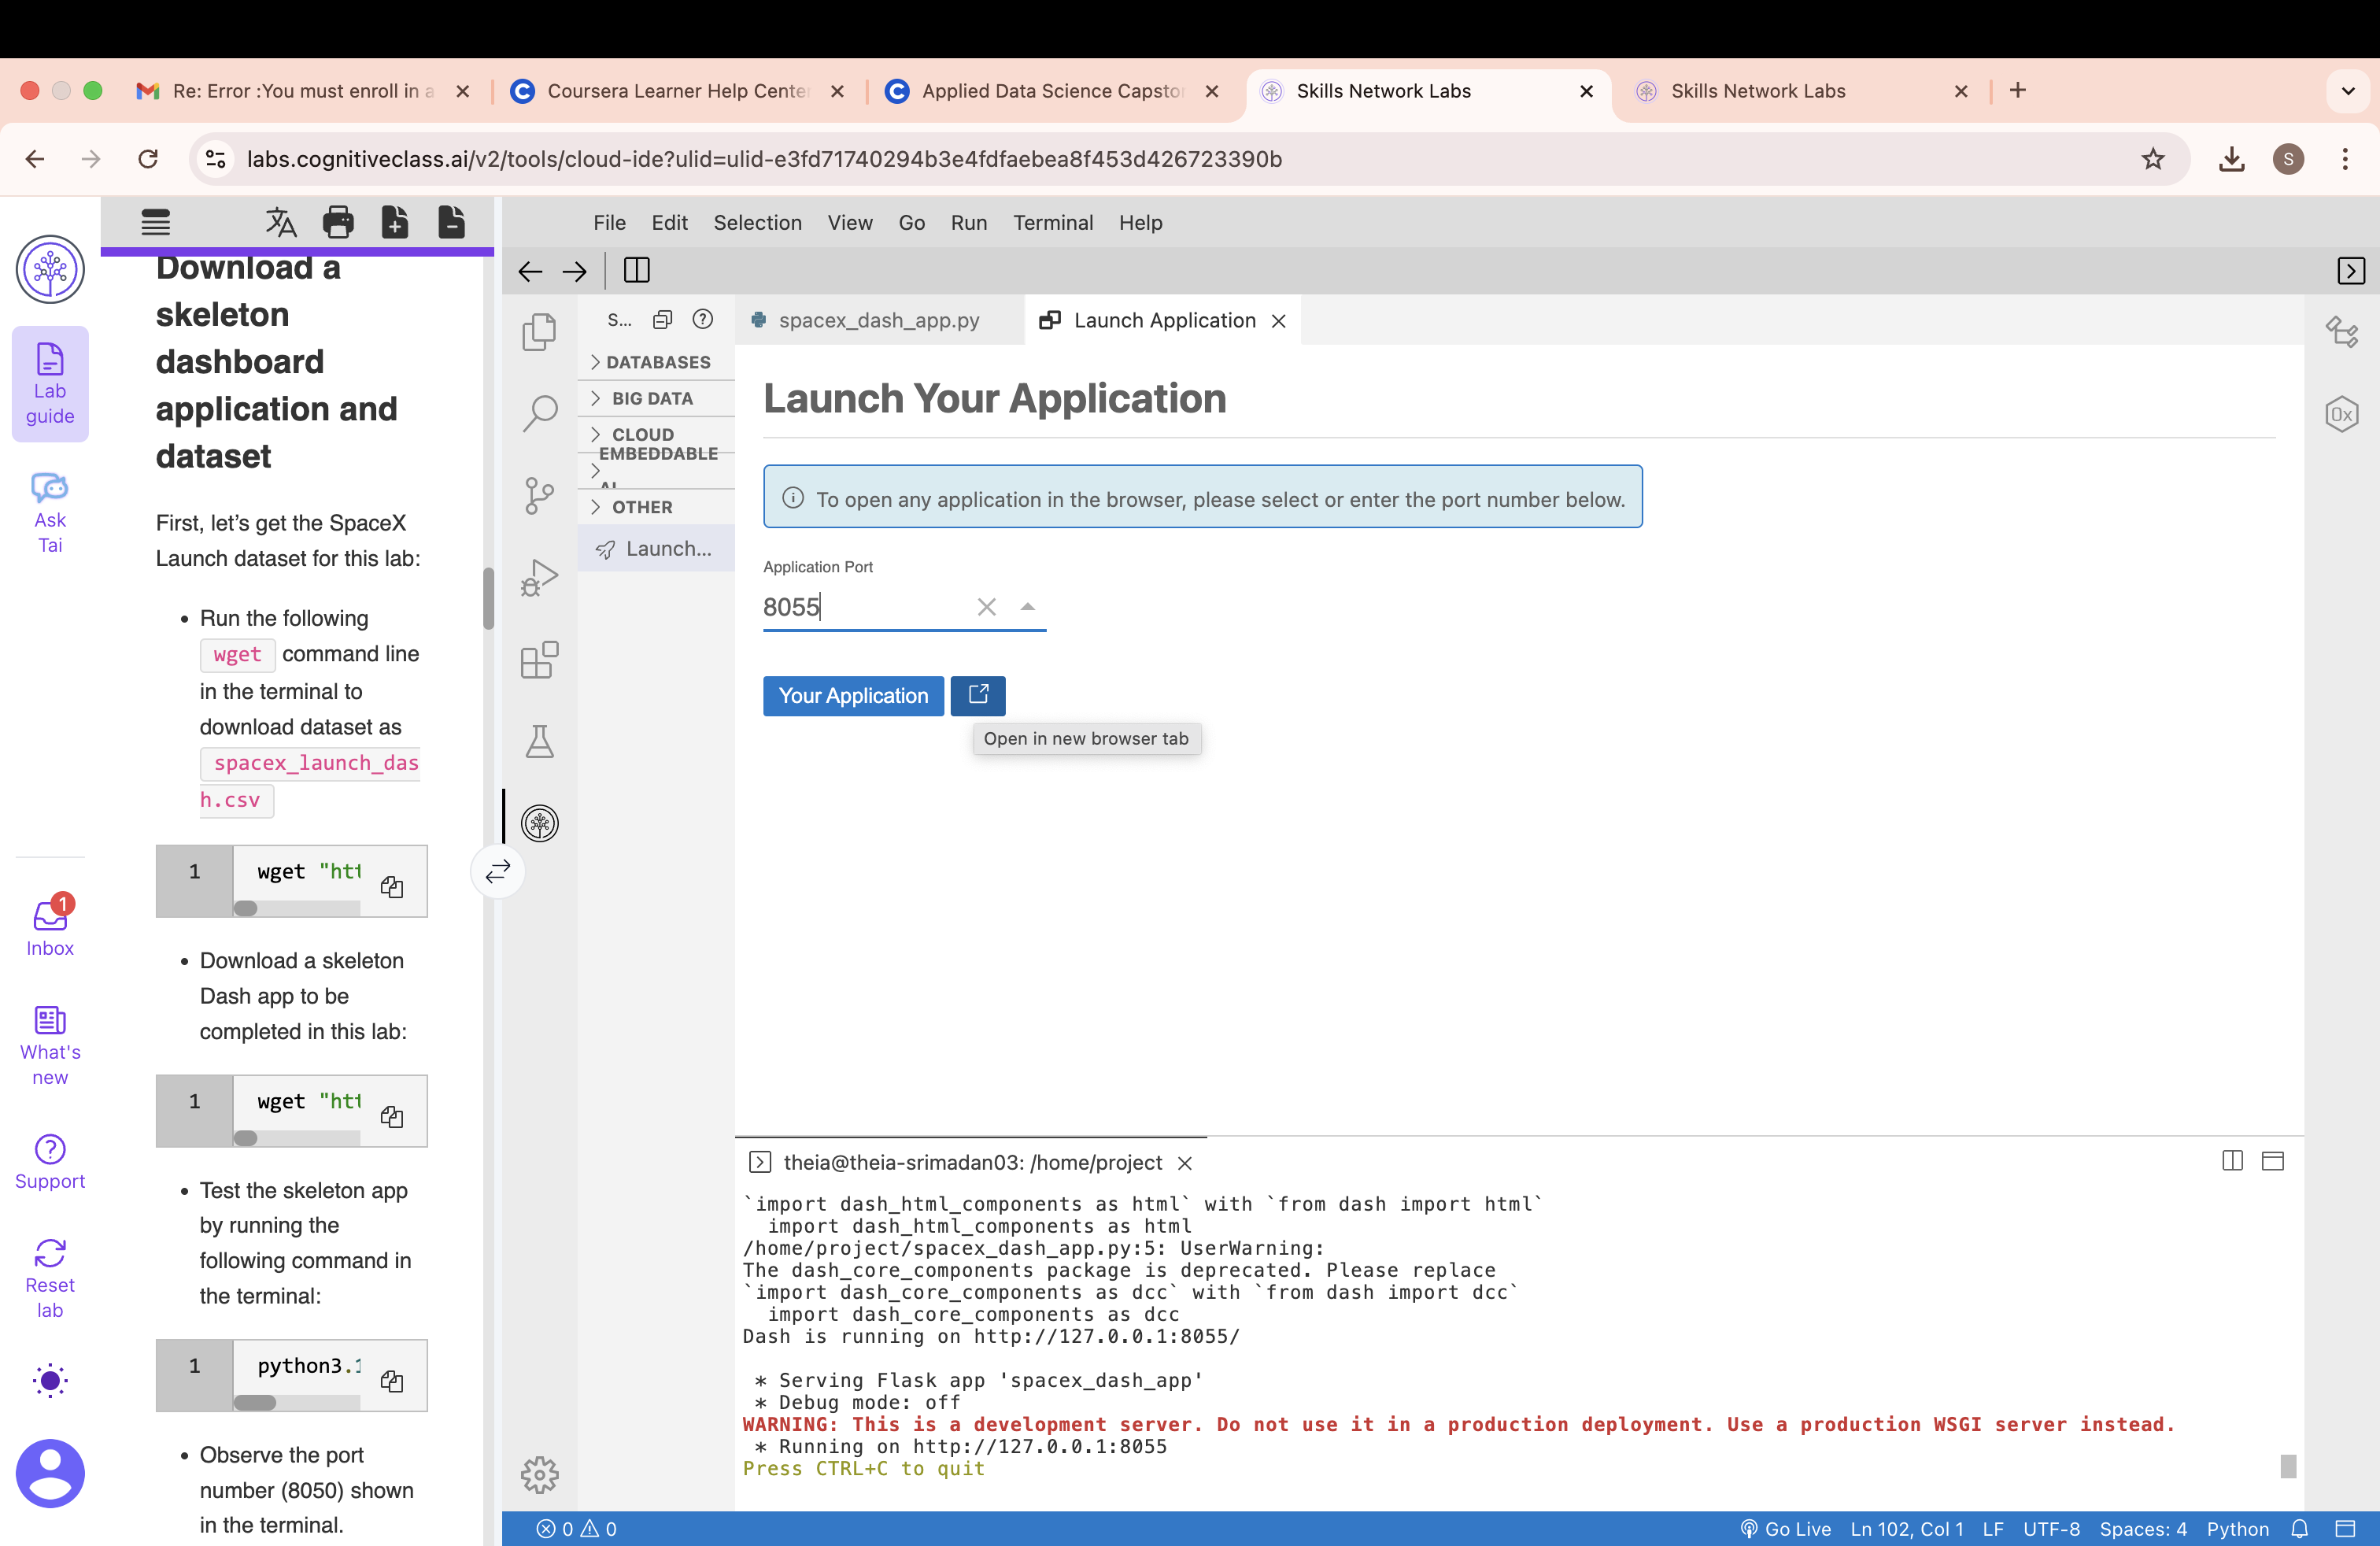 Re: Error :You must enroll in a
Coursera Learner Help Center
Applied Data Science Capstor
Skills Network Labs
Skills Network Labs
labs.cognitiveclass.ai/v2/tools/cloud-ide?ulid=ulid-e3fd71740294b3e4fdfaebea8f453d426723390b
S
Lab
guide
Ask
Tai
1
Inbox
What's
new
Support
Reset
lab
Download a
skeleton
dashboard
application and
dataset
First, let’s get the SpaceX
Launch dataset for this lab:
• Run the following
wget command line
in the terminal to
download dataset as
spacex_launch_das
h.csv
1 wget "htt
• Download a skeleton
Dash app to be
completed in this lab:
1 wget "htt
• Test the skeleton app
by running the
following command in
the terminal:
1 python3.1
• Observe the port
number (8050) shown
in the terminal.
File Edit Selection View Go Run Terminal Help
S...
DATABASES
BIG DATA
CLOUD
EMBEDDABLE
AI
OTHER
Launch...
spacex_dash_app.py
Launch Application
Launch Your Application
To open any application in the browser, please select or enter the port number below.
Application Port
8055
Your Application
Open in new browser tab
0x
theia@theia-srimadan03: /home/project
`import dash_html_components as html` with `from dash import html`
import dash_html_components as html
/home/project/spacex_dash_app.py:5: UserWarning:
The dash_core_components package is deprecated. Please replace
`import dash_core_components as dcc` with `from dash import dcc`
import dash_core_components as dcc
Dash is running on http://127.0.0.1:8055/
* Serving Flask app 'spacex_dash_app'
* Debug mode: off
WARNING: This is a development server. Do not use it in a production deployment. Use a production WSGI server instead.
* Running on http://127.0.0.1:8055
Press CTRL+C to quit
0 0 Go Live Ln 102, Col 1 LF UTF-8 Spaces: 4 Python